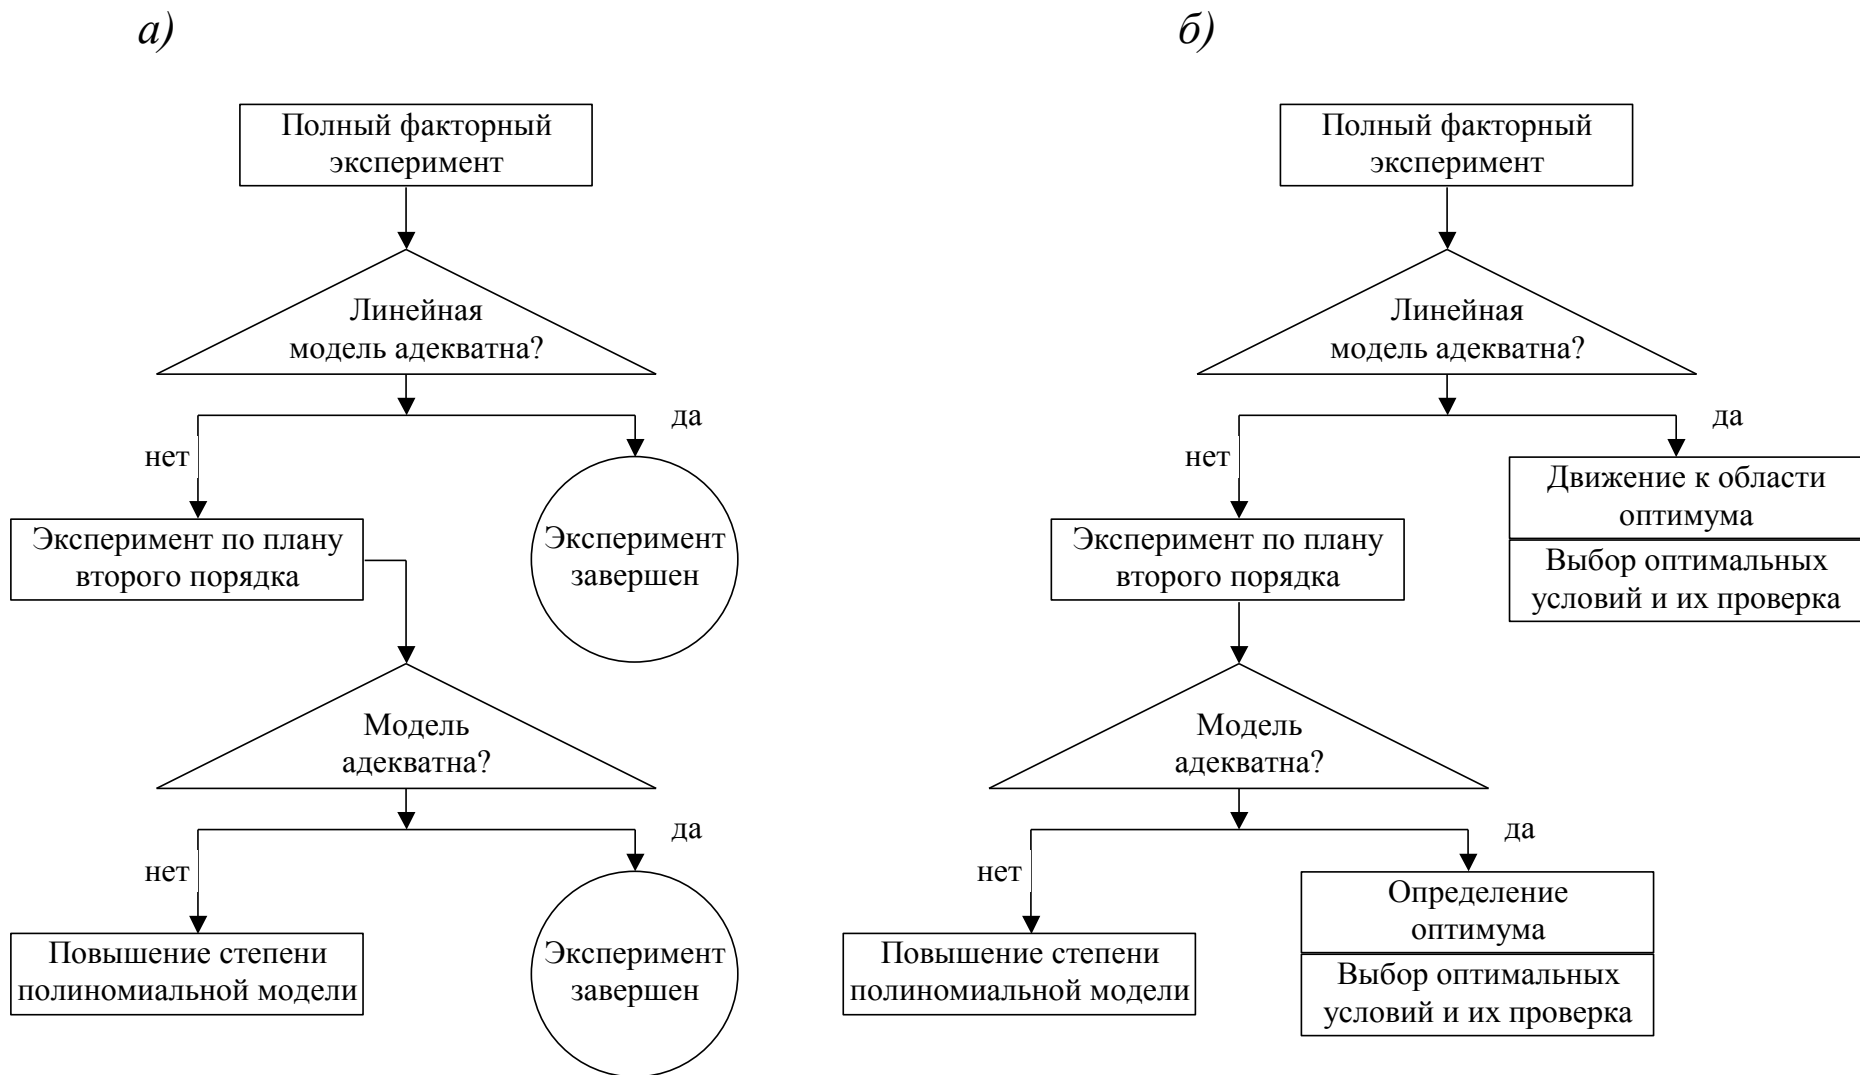 а)
Полный факторный
эксперимент
Линейная
модель адекватна?
да
нет
Эксперимент по плану
второго порядка
Эксперимент
завершен
Модель
адекватна?
да
нет
Повышение степени
полиномиальной модели
Эксперимент
завершен
б)
Полный факторный
эксперимент
Линейная
модель адекватна?
да
нет
Движение к области
оптимума
Выбор оптимальных
условий и их проверка
Эксперимент по плану
второго порядка
Модель
адекватна?
да
нет
Определение
оптимума
Выбор оптимальных
условий и их проверка
Повышение степени
полиномиальной модели